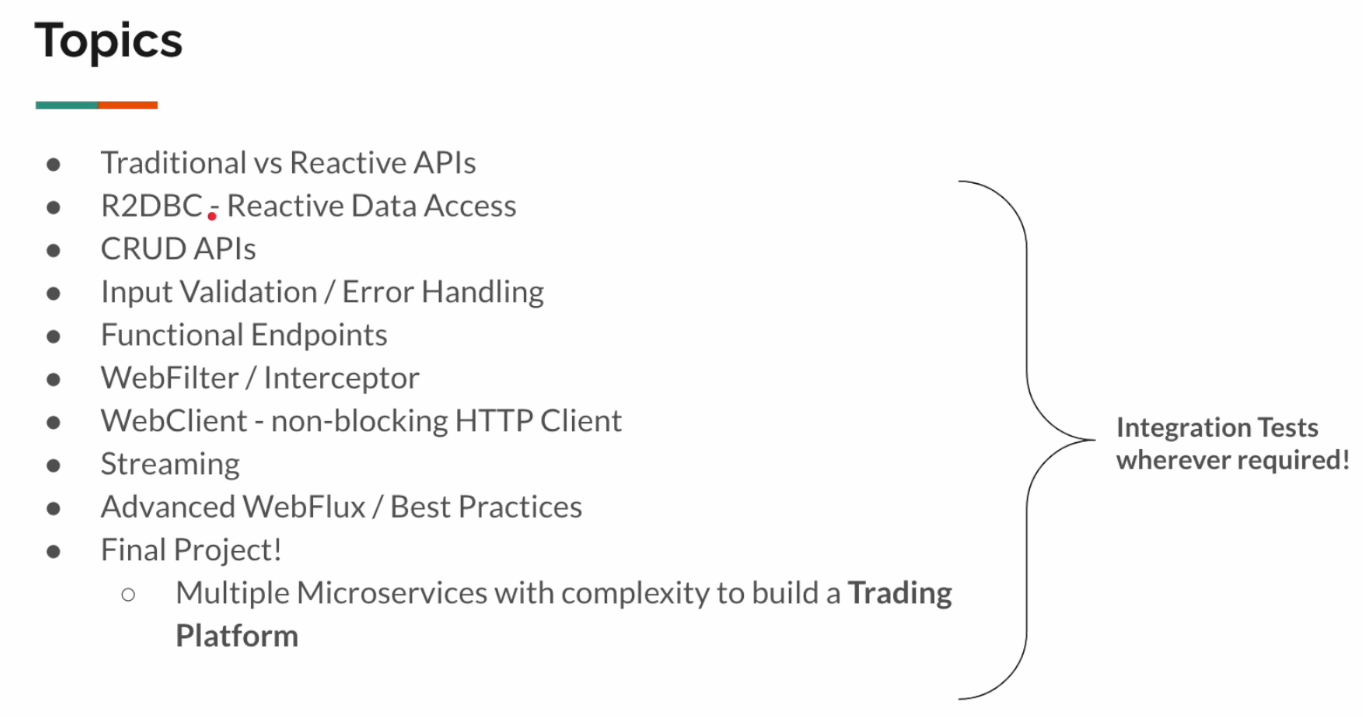 Topics
● Traditional vs Reactive APIs
● R2DBC - Reactive Data Access
● CRUD APIs
● Input Validation / Error Handling
● Functional Endpoints
● WebFilter / Interceptor
● WebClient - non-blocking HTTP Client
● Streaming
● Advanced WebFlux / Best Practices
● Final Project!
○ Multiple Microservices with complexity to build a Trading
Platform
Integration Tests
wherever required!